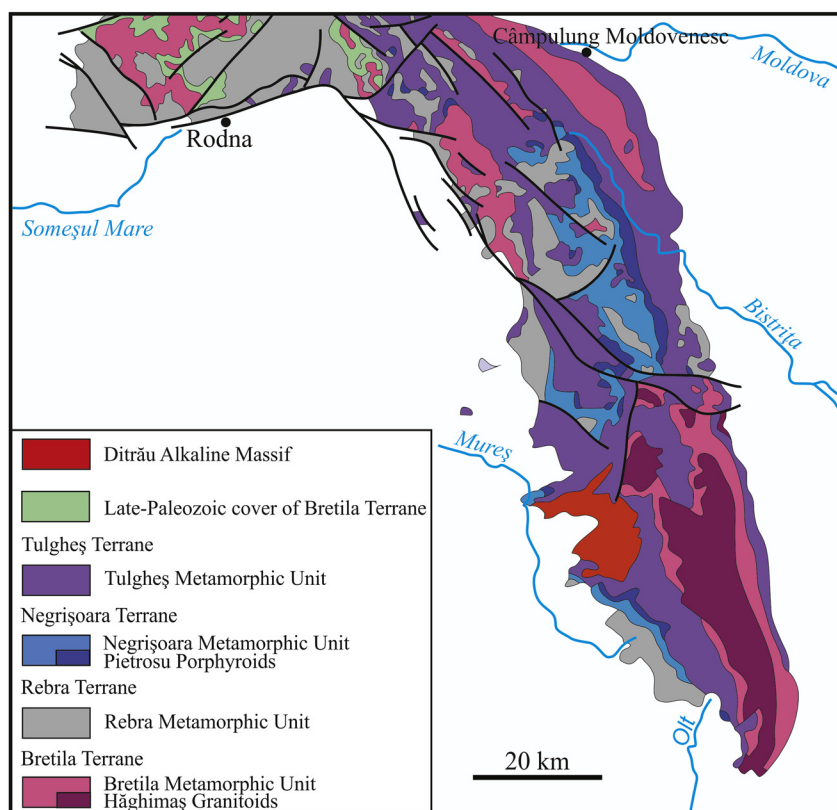 Câmpulung Moldovenesc
Moldova
Rodna
Someşul Mare
Bistriţa
Mureş
Ditrău Alkaline Massif
Late-Paleozoic cover of Bretila Terrane
Tulgheş Terrane
Tulgheş Metamorphic Unit
Negrişoara Terrane
Negrişoara Metamorphic Unit
Pietrosu Porphyroids
Rebra Terrane
Rebra Metamorphic Unit
Bretila Terrane
Bretila Metamorphic Unit
Hăghimaş Granitoids
20 km
Olt